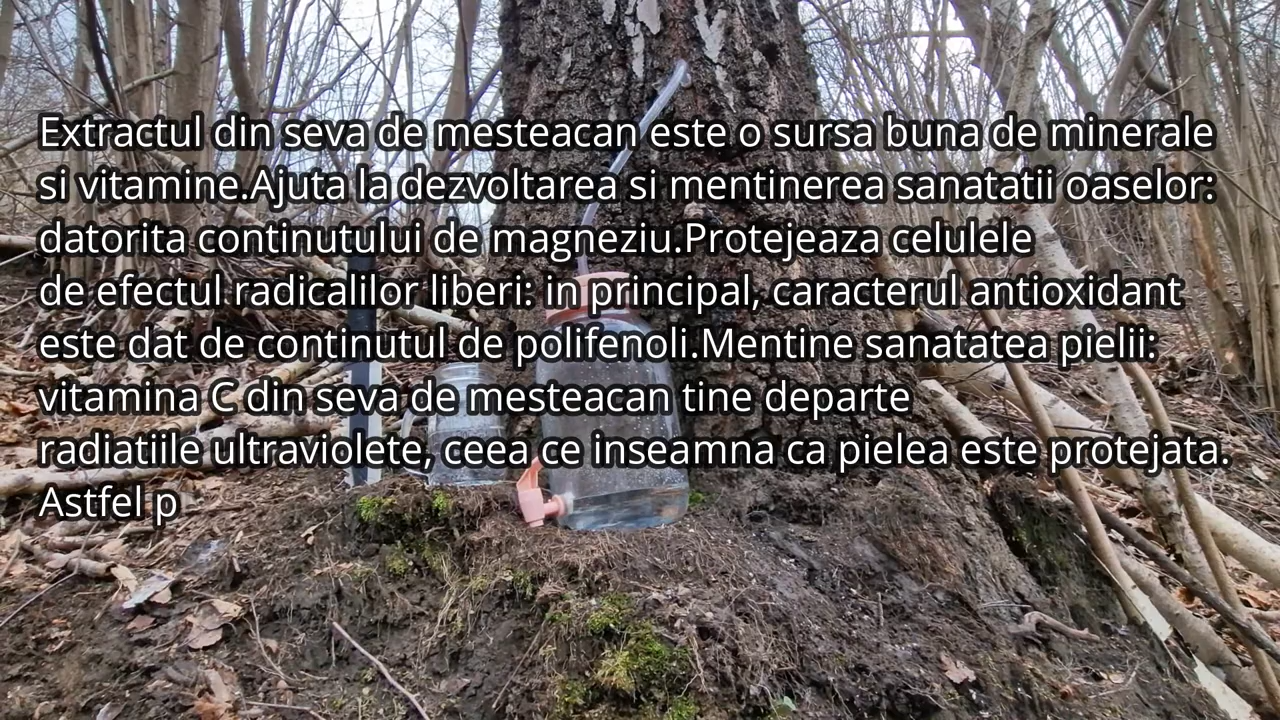 Extractul din seva de mesteacan este o sursa buna de minerale
si vitamine.Ajuta la dezvoltarea si mentinerea sanatatii oaselor:
datorita continutului de magneziu.Protejeaza celulele
de efectul radicalilor liberi: in principal, caracterul antioxidant
este dat de continutul de polifenoli.Mentine sanatatea pielii:
vitamina C din seva de mesteacan tine departe
radiatiile ultraviolete, ceea ce inseamna ca pielea este protejata.
Astfel p